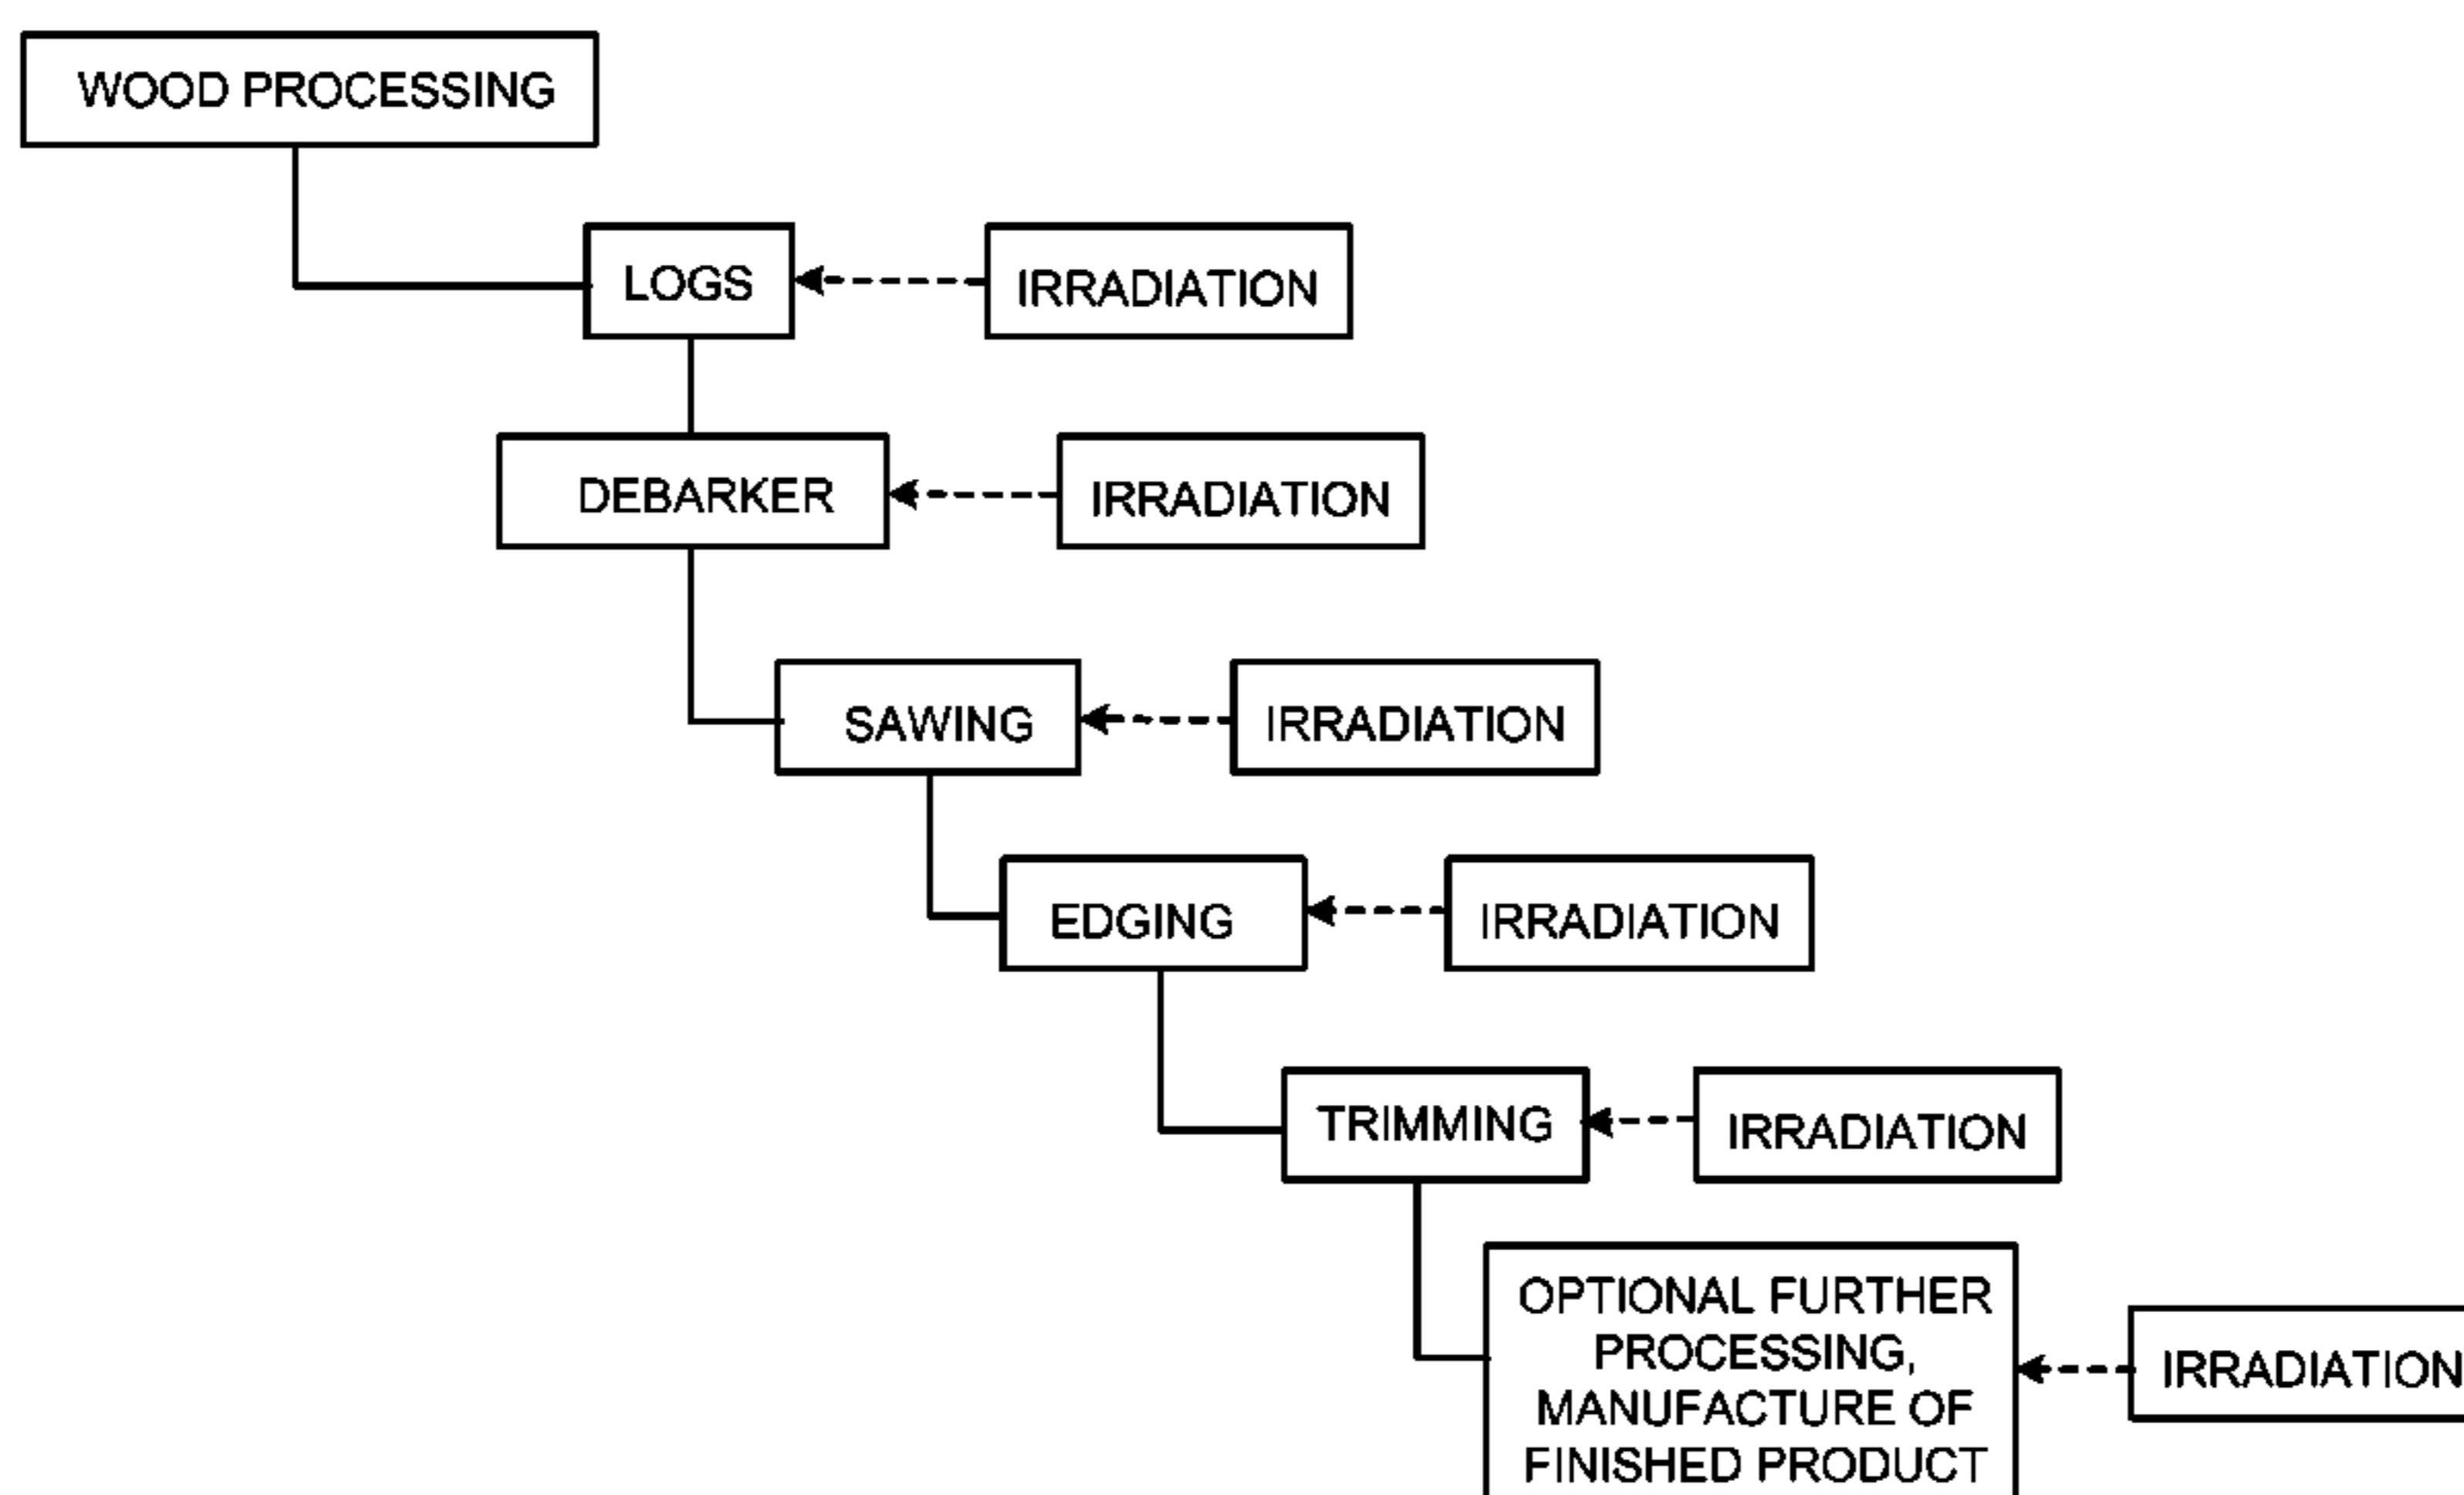 WOOD PROCESSING
LOGS
IRRADIATION
DEBARKER
IRRADIATION
SAWING
IRRADIATION
EDGING
IRRADIATION
TRIMMING
IRRADIATION
OPTIONAL FURTHER
PROCESSING,
MANUFACTURE OF
FINISHED PRODUCT
IRRADIATION